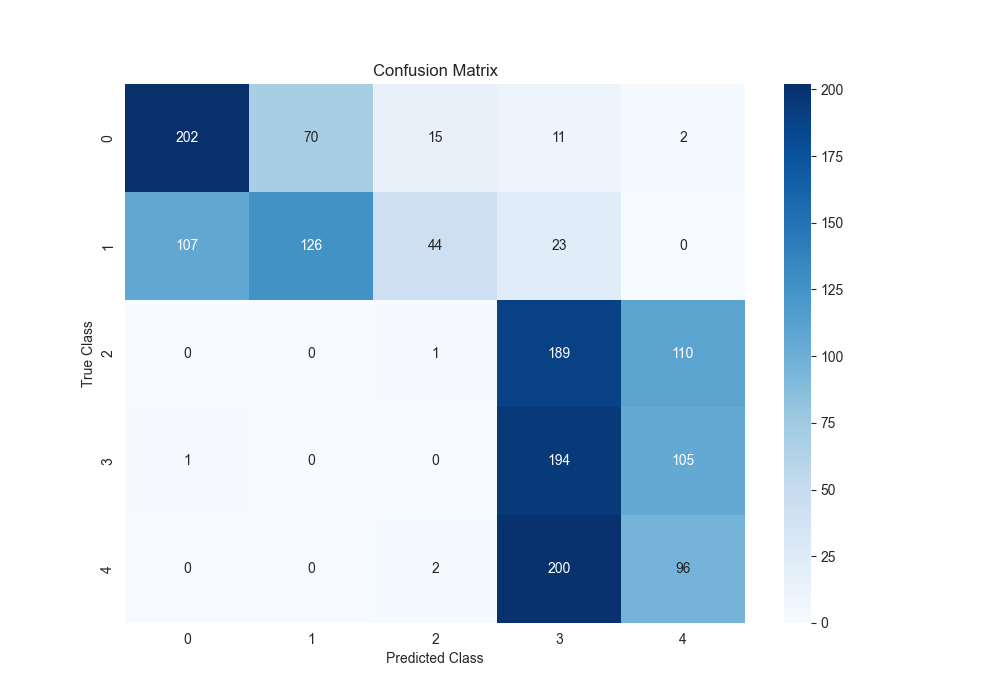 Confusion Matrix
0 202 70 15 11 2
1 107 126 44 23 0
2 0 0 1 189 110
3 1 0 0 194 105
4 0 0 2 200 96
0 1 2 3 4
Predicted Class
True Class
200
175
150
125
100
75
50
25
0